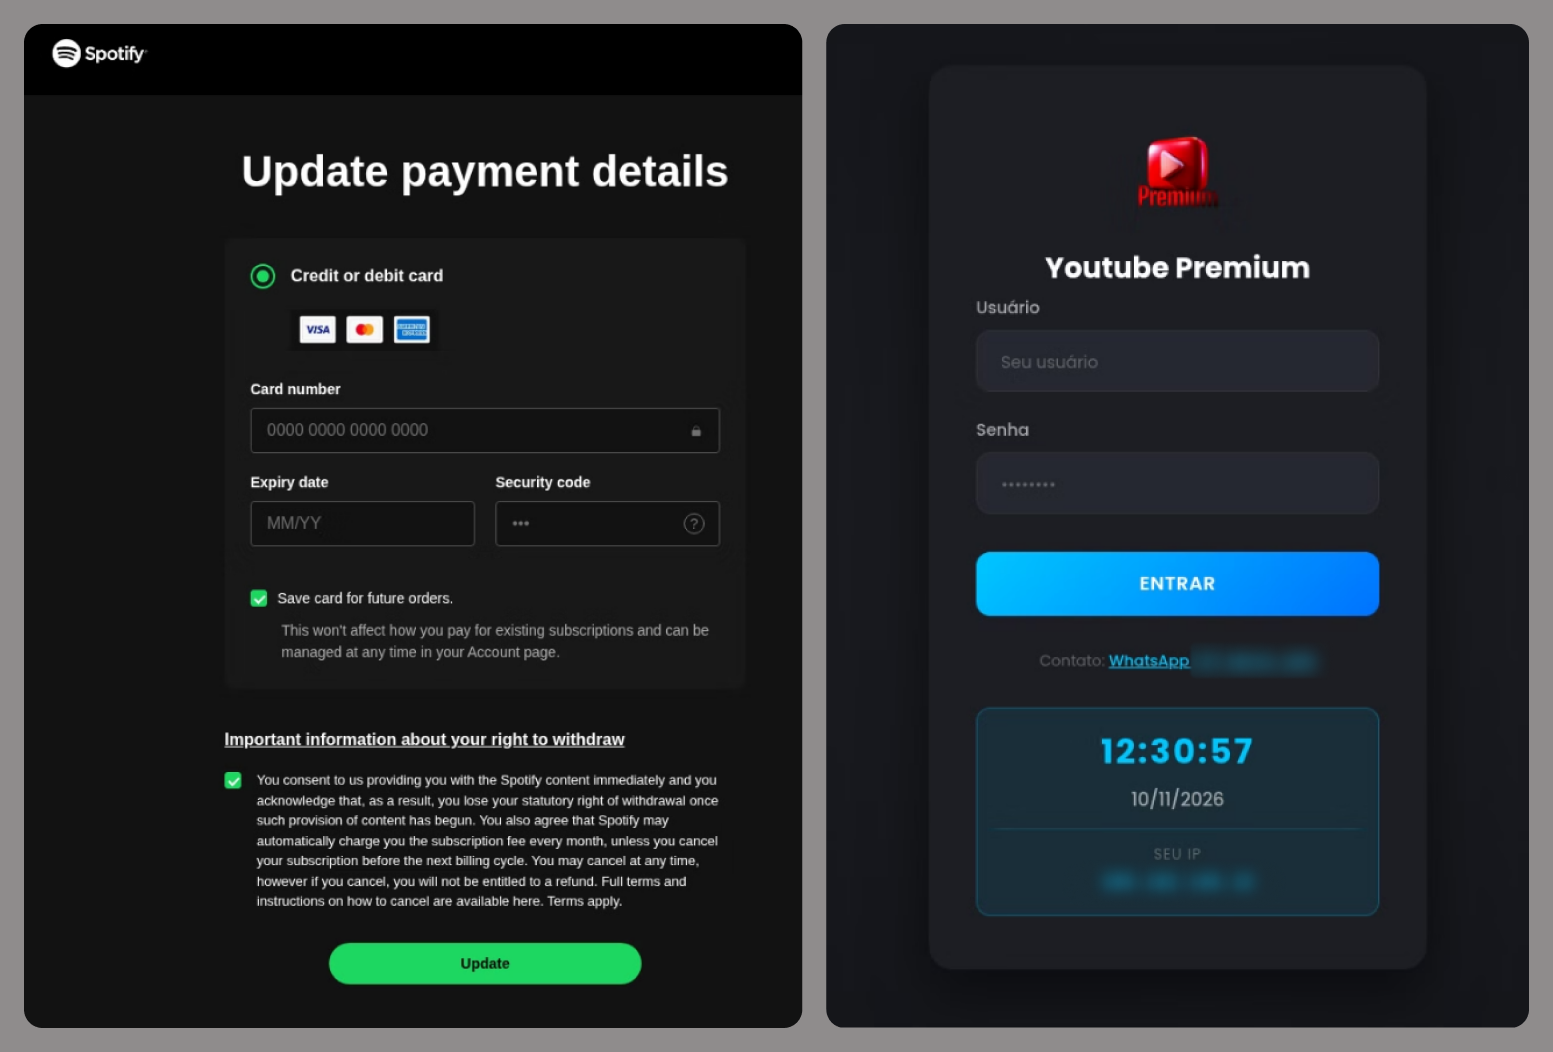 Spotify
Update payment details
Credit or debit card
VISA
Card number
0000 0000 0000 0000
Expiry date
Security code
MM/YY
•••
?
Save card for future orders.
This won't affect how you pay for existing subscriptions and can be
managed at any time in your Account page.
Important information about your right to withdraw
You consent to us providing you with the Spotify content immediately and you
acknowledge that, as a result, you lose your statutory right of withdrawal once
such provision of content has begun. You also agree that Spotify may
automatically charge you the subscription fee every month, unless you cancel
your subscription before the next billing cycle. You may cancel at any time,
however if you cancel, you will not be entitled to a refund. Full terms and
instructions on how to cancel are available here. Terms apply.
Update
Premium
Youtube Premium
Usuário
Seu usuário
Senha
••••••••
ENTRAR
Contato: WhatsApp
12:30:57
10/11/2026
SEU IP